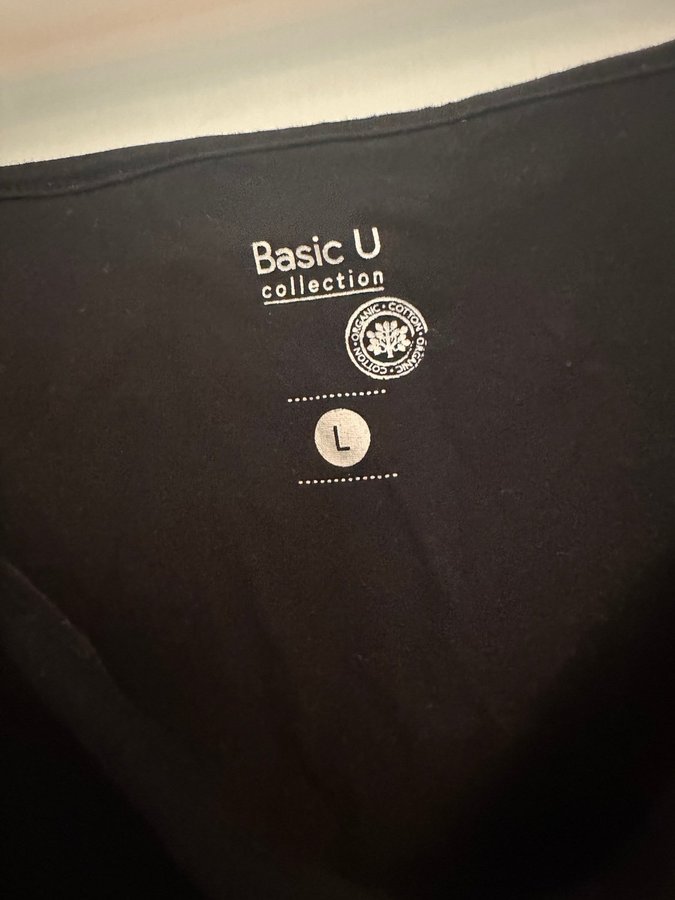 Basic U
collection
ORGANIC • COTTON • ORGANIC • COTTON •
L